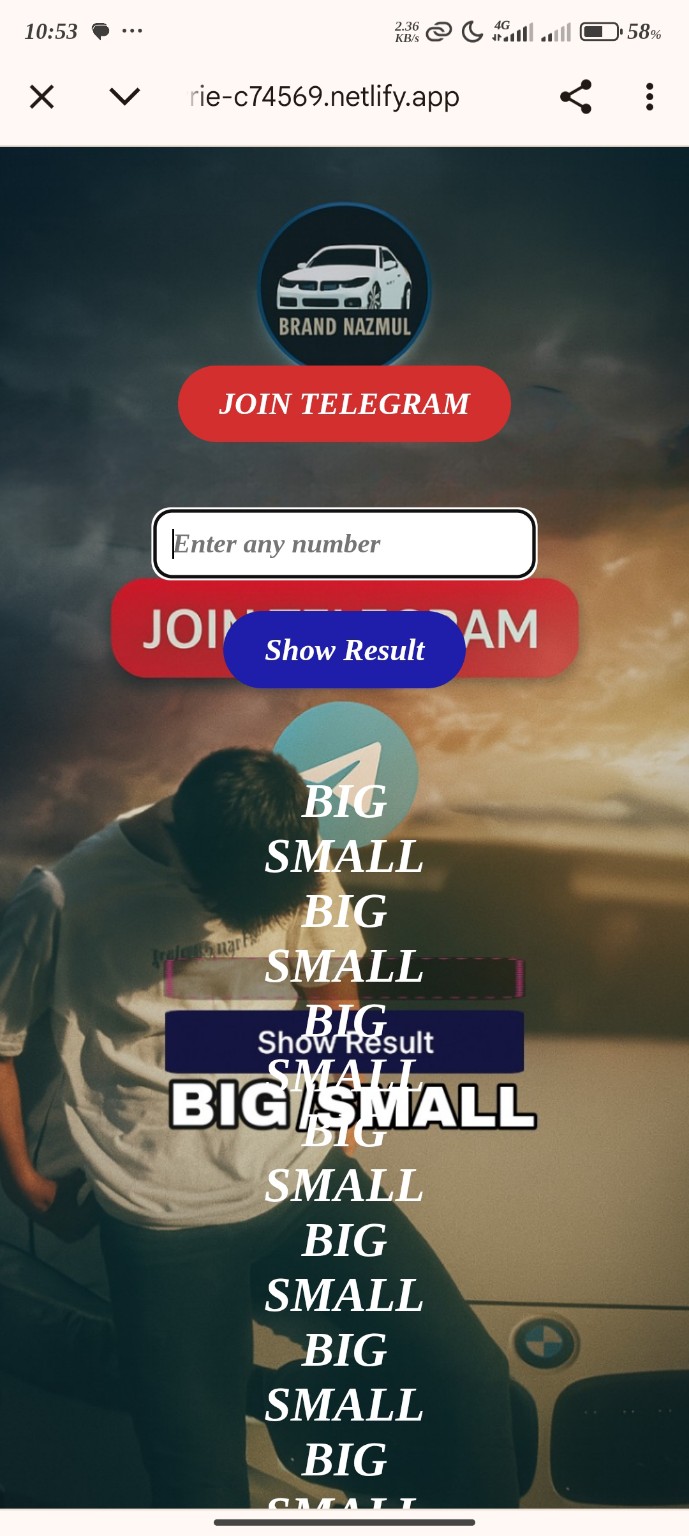 10:53
2.36
KB/s
4G
58%
rie-c74569.netlify.app
BRAND NAZMUL
JOIN TELEGRAM
Enter any number
JOIN TELEGRAM
Show Result
BIG
SMALL
BIG
SMALL
BIG
Show Result
SMALL
BIG/SMALL
BIG
SMALL
BIG
SMALL
BIG
SMALL
BIG
SMALL